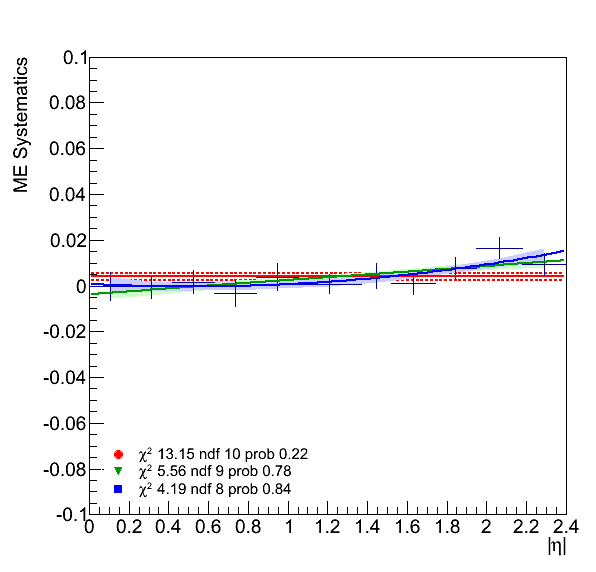 ME Systematics
0.1
0.08
0.06
0.04
0.02
0
-0.02
-0.04
-0.06
-0.08
-0.1
χ² 13.15 ndf 10 prob 0.22
χ² 5.56 ndf 9 prob 0.78
χ² 4.19 ndf 8 prob 0.84
0 0.2 0.4 0.6 0.8 1 1.2 1.4 1.6 1.8 2 2.2 2.4
|η|